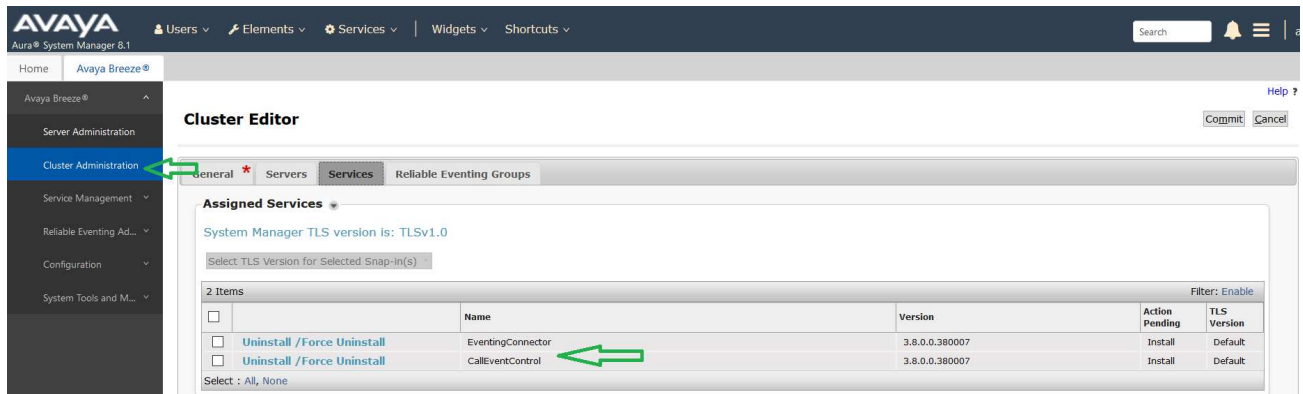 AVAYA
Aura® System Manager 8.1
Users Elements Services | Widgets Shortcuts Search
Home Avaya Breeze®
Avaya Breeze®
Server Administration
Cluster Administration
Service Management
Reliable Eventing Ad...
Configuration
System Tools and M...
Help ?
Cluster Editor Commit Cancel
General * Servers Services Reliable Eventing Groups
Assigned Services
System Manager TLS version is: TLSv1.0
Select TLS Version for Selected Snap-in(s)
2 Items Filter: Enable
Name Version Action Pending TLS Version
Uninstall /Force Uninstall EventingConnector 3.8.0.0.380007 Install Default
Uninstall /Force Uninstall CallEventControl 3.8.0.0.380007 Install Default
Select : All, None